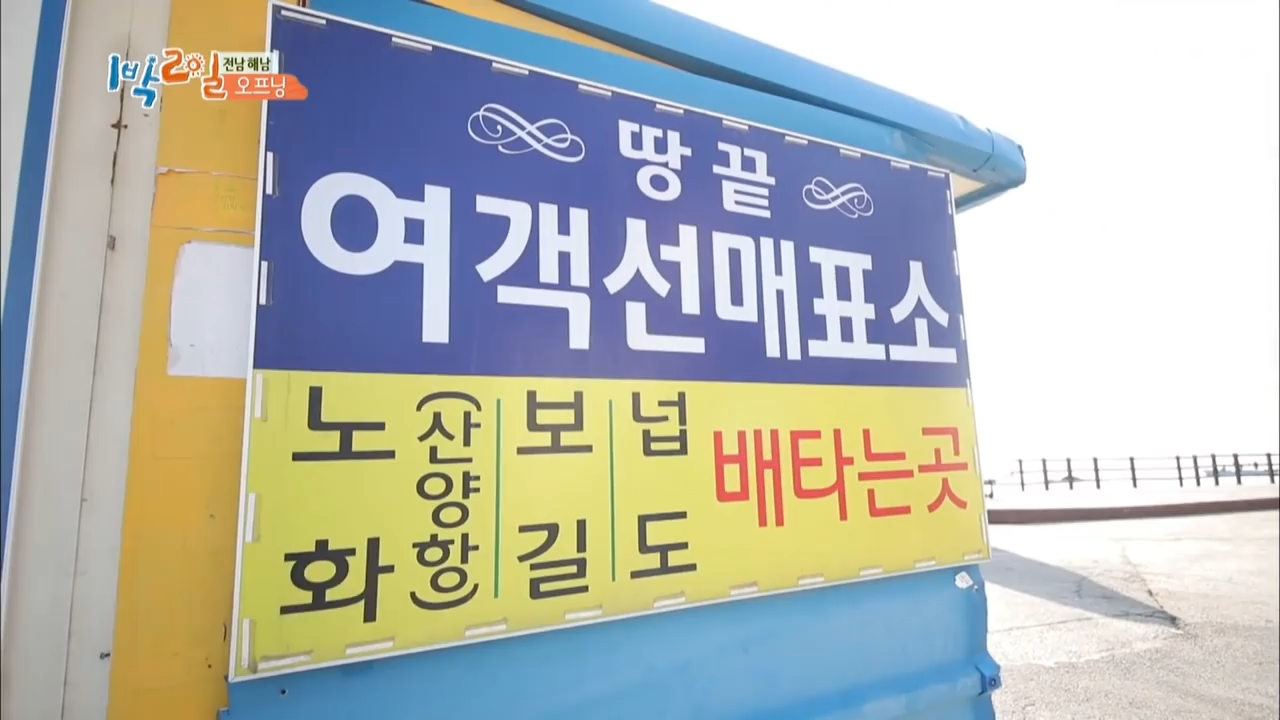 1박2일
전남 해남
오프닝
땅끝
여객선매표소
노화
(산양항)
보길
넙도
배타는곳